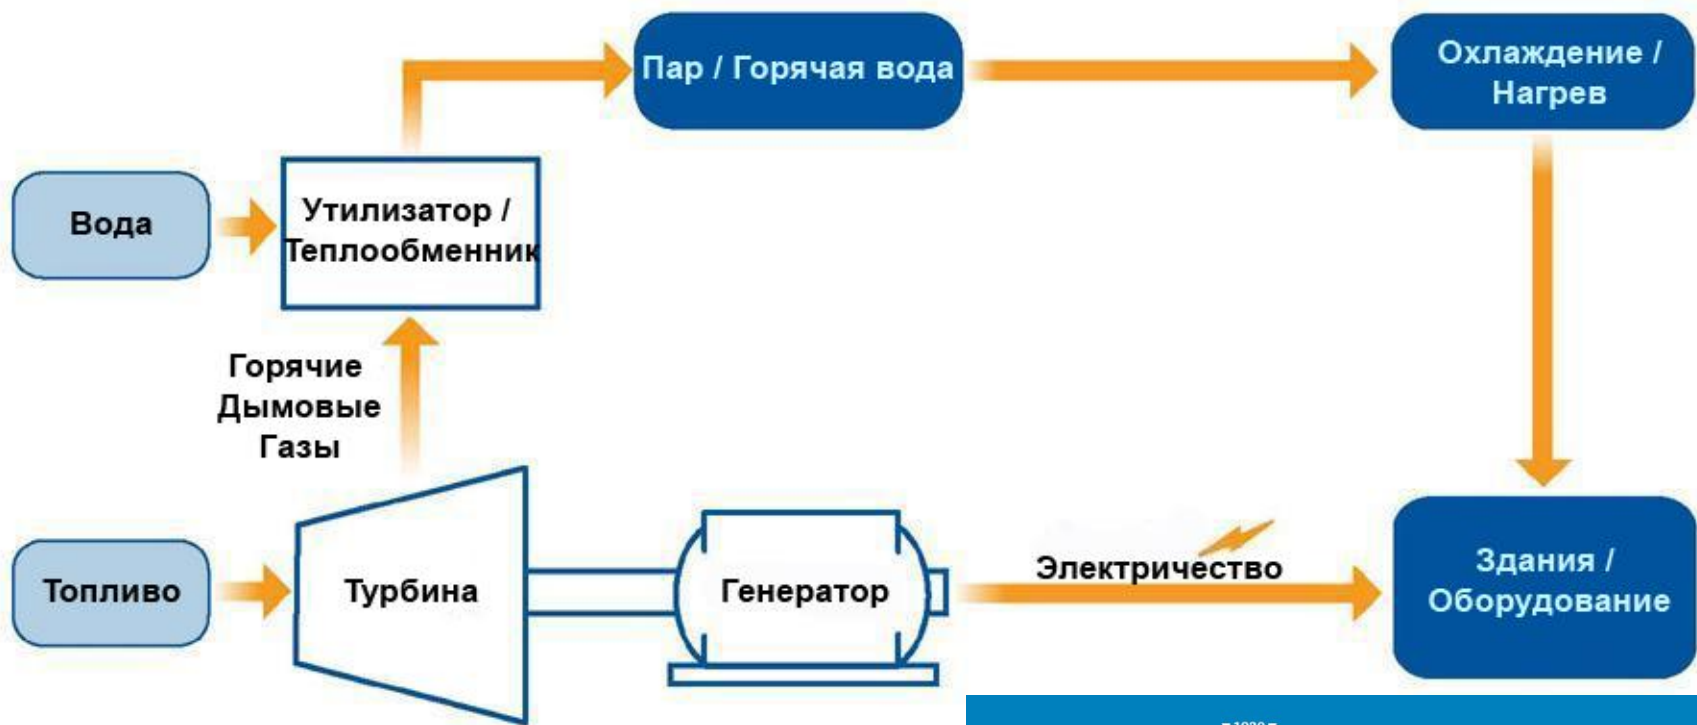 Пар / Горячая вода
Охлаждение /
Нагрев
Вода
Утилизатор /
Теплообменник
Горячие
Дымовые
Газы
Топливо
Турбина
Генератор
Электричество
Здания /
Оборудование